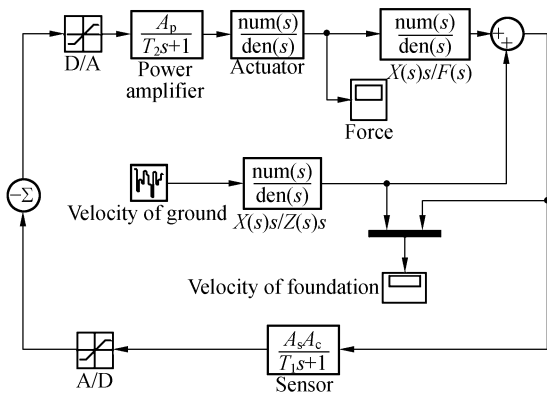 D/A
A_p
T_2s+1
Power
amplifier
num(s)
den(s)
Actuator
num(s)
den(s)
X(s)s/F(s)
+
+
Force
−Σ
Velocity of ground
num(s)
den(s)
X(s)s/Z(s)s
Velocity of foundation
A/D
A_sA_c
T_1s+1
Sensor